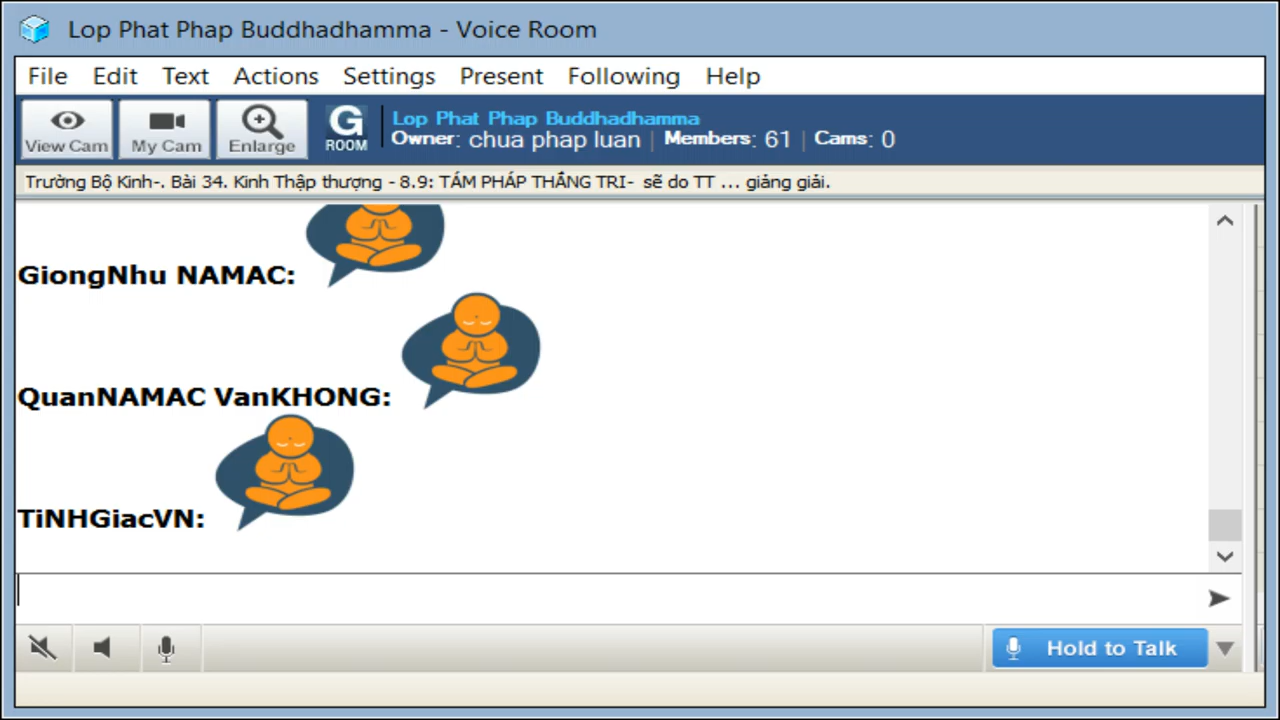 Lop Phat Phap Buddhadhamma - Voice Room
File Edit Text Actions Settings Present Following Help
View Cam My Cam Enlarge G ROOM
Lop Phat Phap Buddhadhamma
Owner: chua phap luan | Members: 61 | Cams: 0
Trường Bộ Kinh-. Bài 34. Kinh Thập thượng - 8.9: TÁM PHÁP THẮNG TRI- sẽ do TT ... giảng giải.
GiongNhu NAMAC:
QuanNAMAC VanKHONG:
TiNHGiacVN:
Hold to Talk